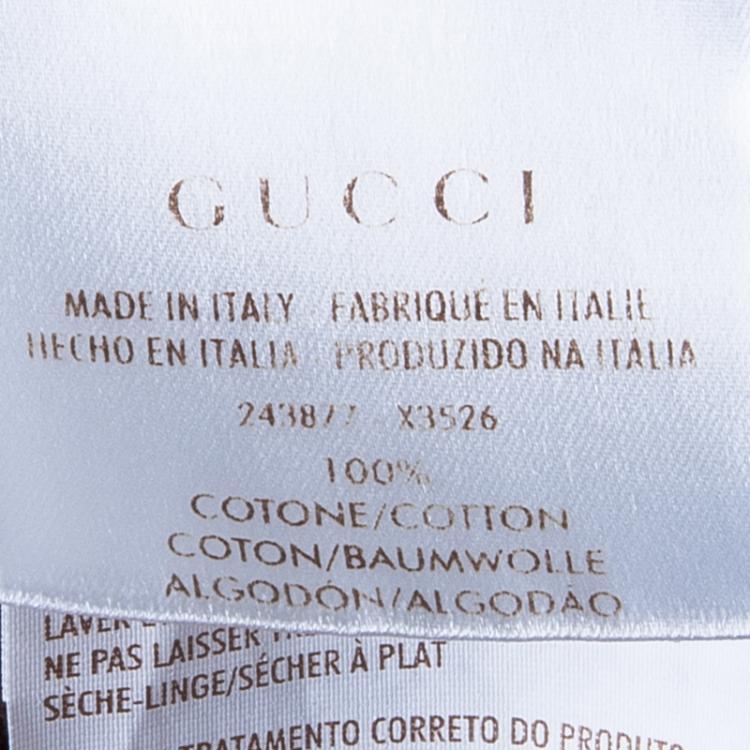 GUCCI
MADE IN ITALY FABRIQUÉ EN ITALIE
HECHO EN ITALIA PRODUZIDO NA ITALIA
243877 X3526
100%
COTONE/COTTON
COTON/BAUMWOLLE
ALGODÓN/ALGODÃO
LAVER
NE PAS LAISSER
SÈCHE-LINGE/SÉCHER À PLAT
TRATAMENTO CORRETO DO PRODUTO